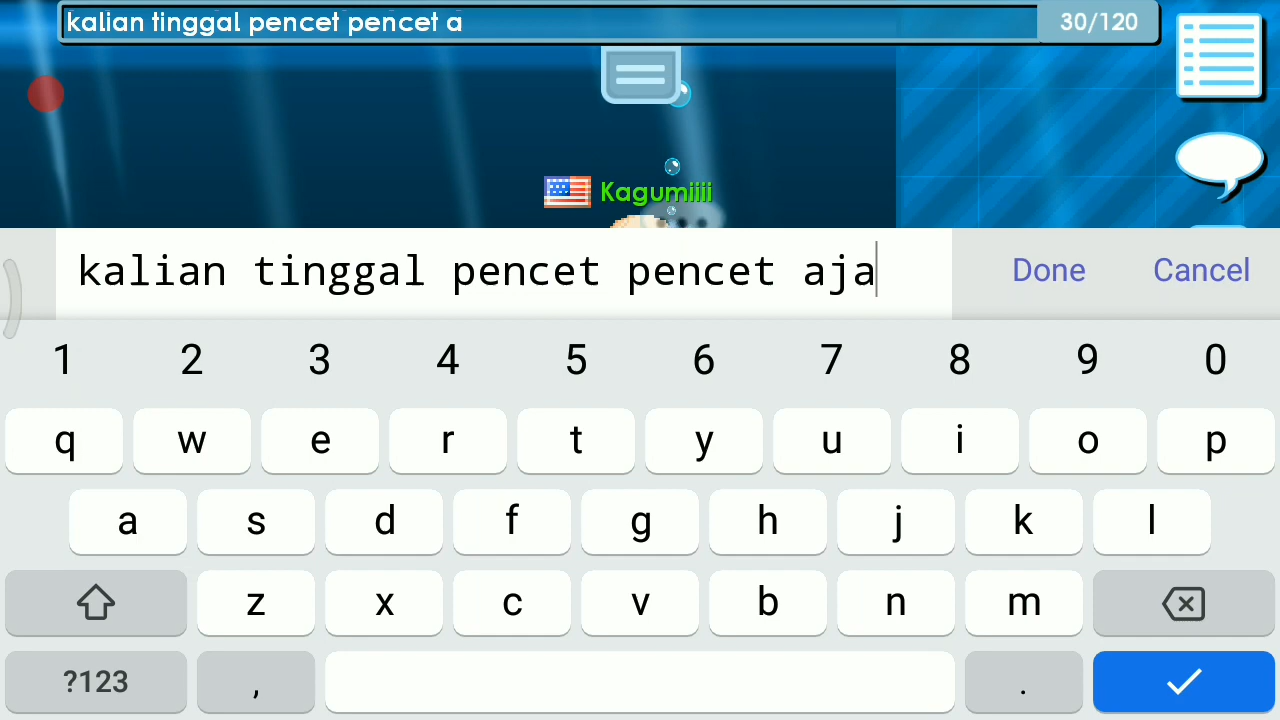 kalian tinggal pencet pencet a
30/120
Kagumiiii
kalian tinggal pencet pencet aja
Done
Cancel
1 2 3 4 5 6 7 8 9 0
q w e r t y u i o p
a s d f g h j k l
z x c v b n m
?123 , .